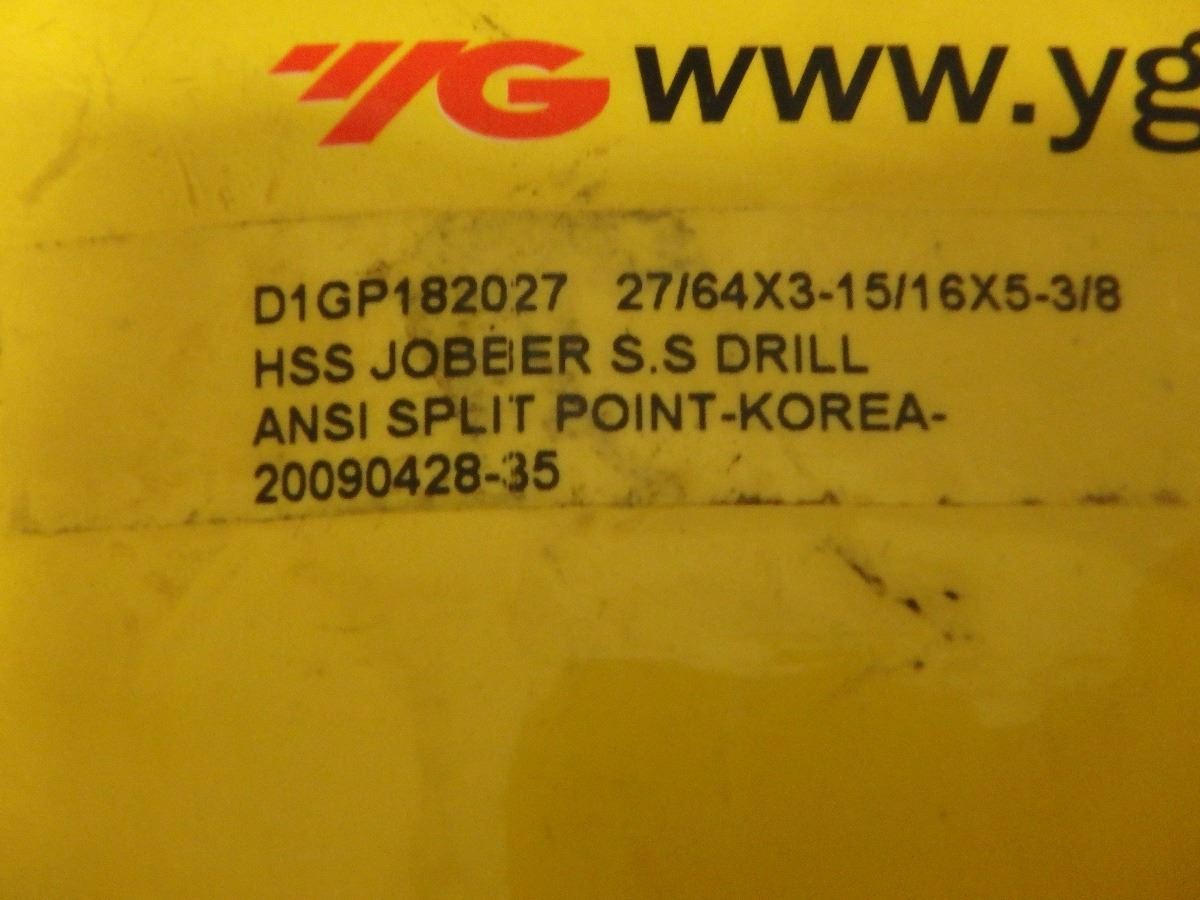 YG www.yg
D1GP182027 27/64X3-15/16X5-3/8
HSS JOBBER S.S DRILL
ANSI SPLIT POINT-KOREA-
20090428-35